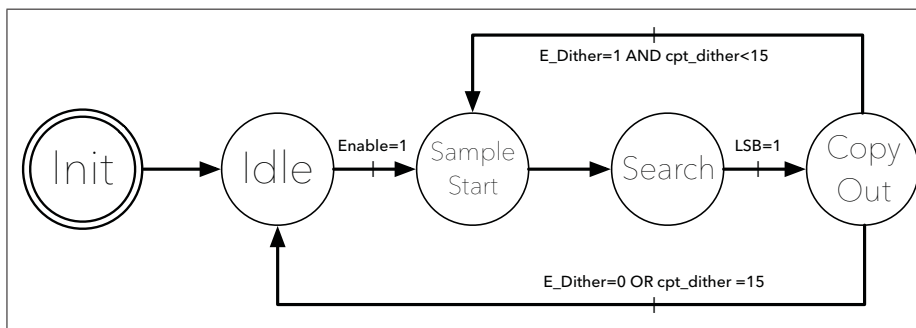 E_Dither=1 AND cpt_dither<15
Init
Idle
Enable=1
Sample
Start
Search
LSB=1
Copy
Out
E_Dither=0 OR cpt_dither =15